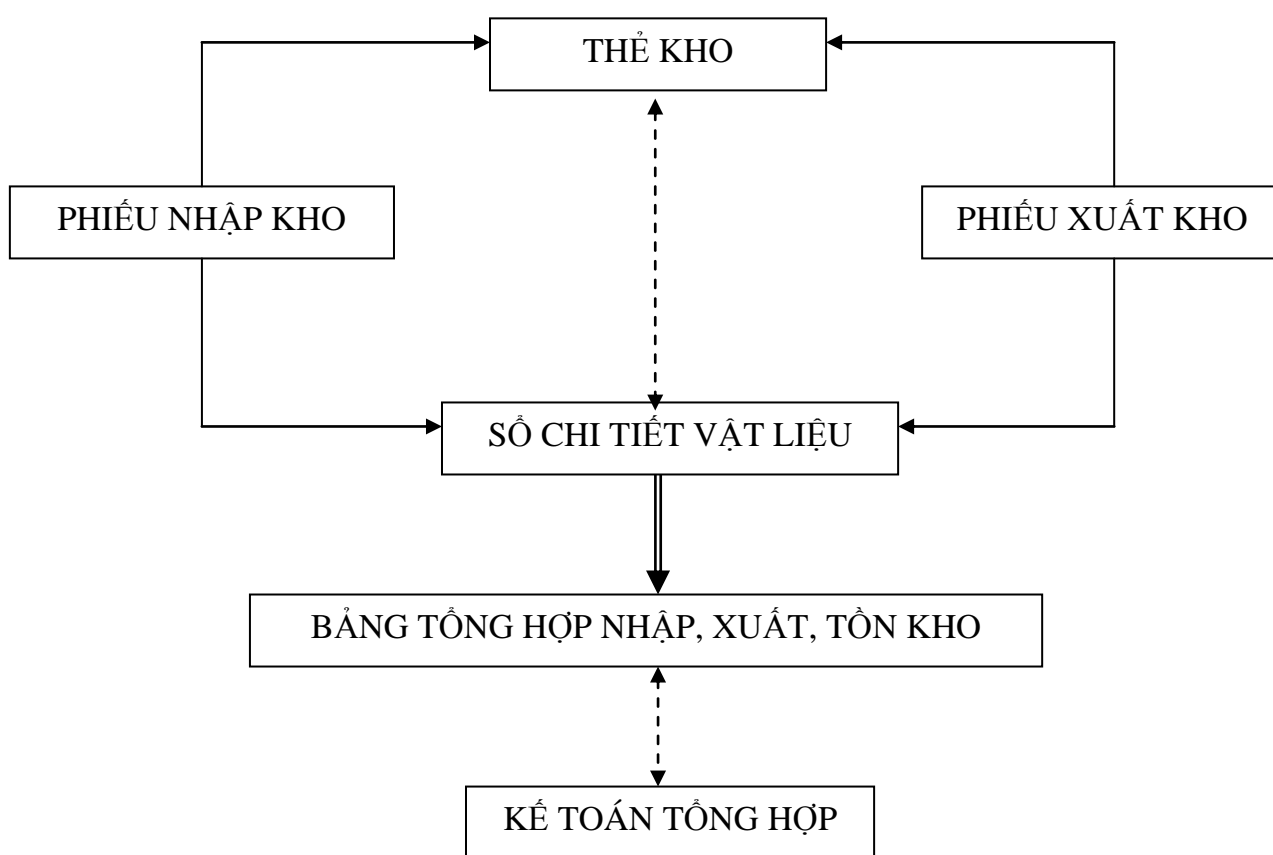 THẺ KHO
PHIẾU NHẬP KHO
PHIẾU XUẤT KHO
SỔ CHI TIẾT VẬT LIỆU
BẢNG TỔNG HỢP NHẬP, XUẤT, TỒN KHO
KẾ TOÁN TỔNG HỢP